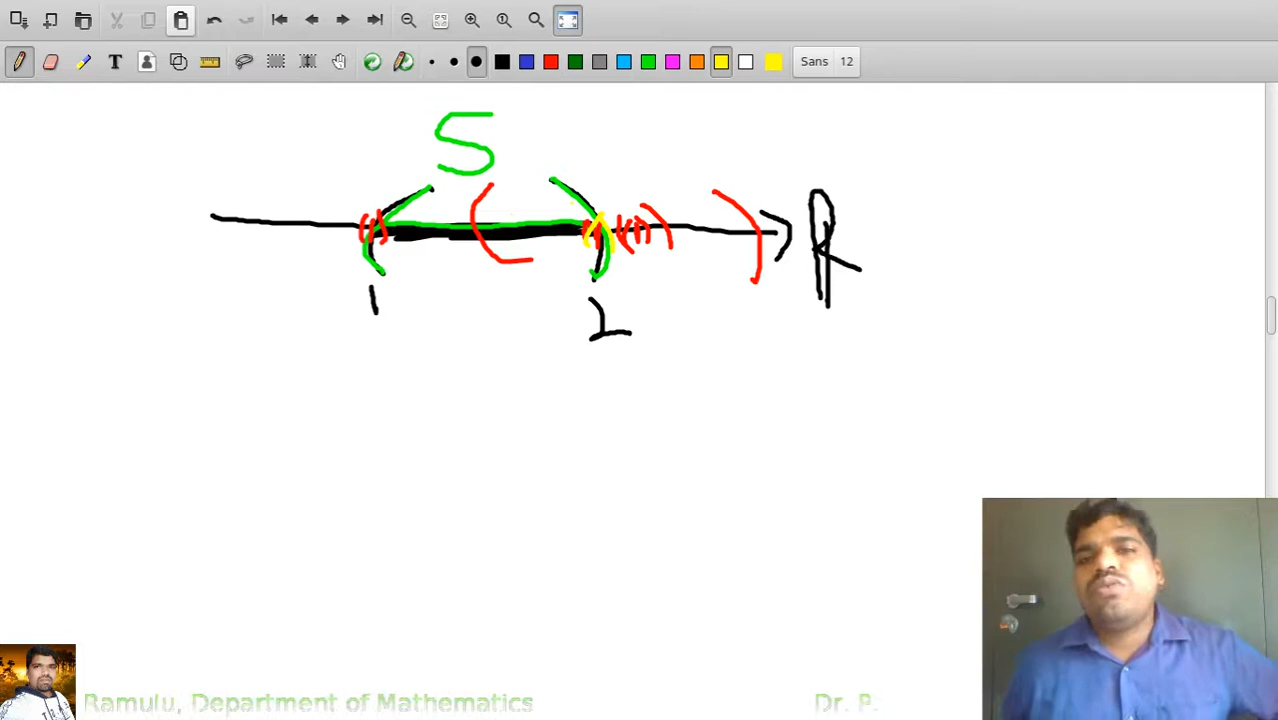 Sans 12
S
R
1
2
Ramulu, Department of Mathematics Dr. P.